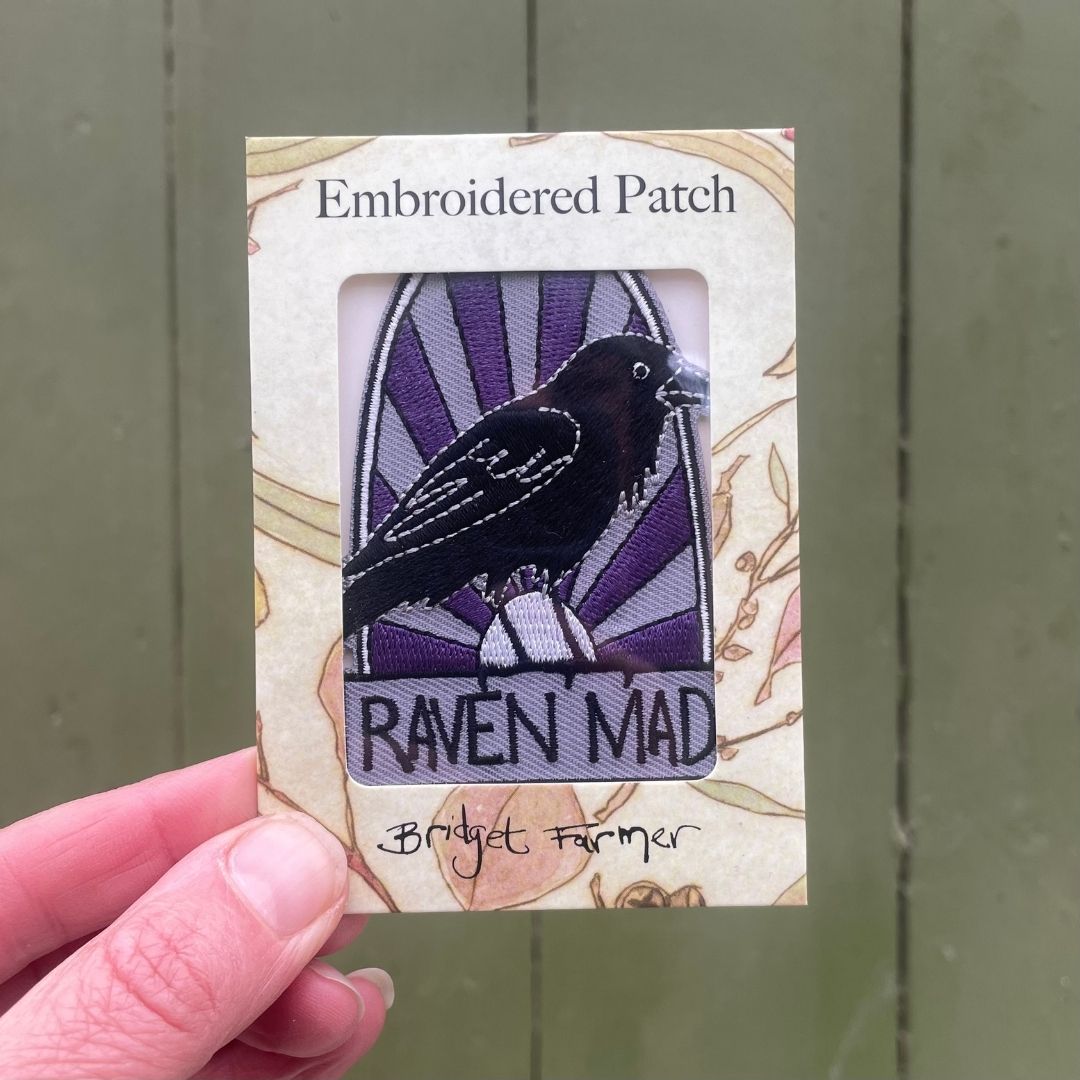 Embroidered Patch
RAVEN MAD
Bridget Farmer